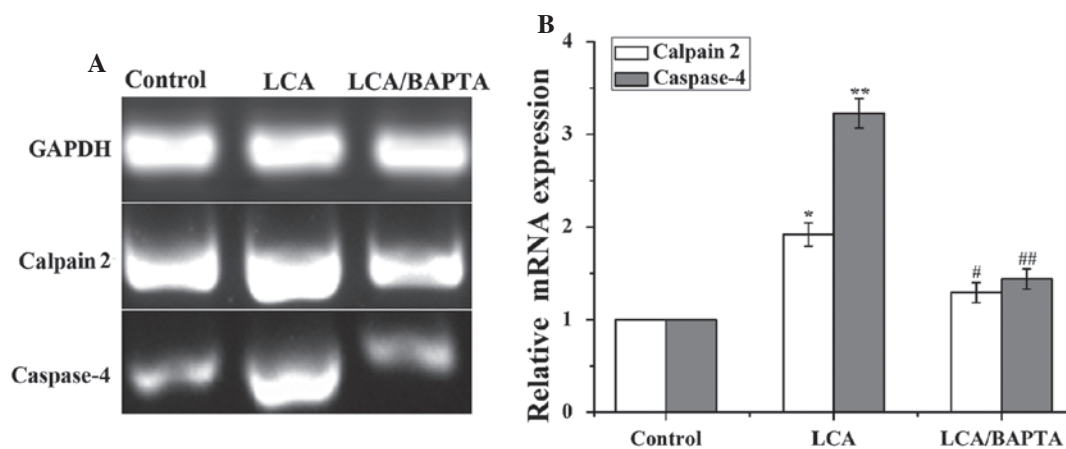 A
Control LCA LCA/BAPTA
GAPDH
Calpain 2
Caspase-4
B
Relative mRNA expression
4
3
2
1
0
Calpain 2
Caspase-4
*
**
#
##
Control LCA LCA/BAPTA